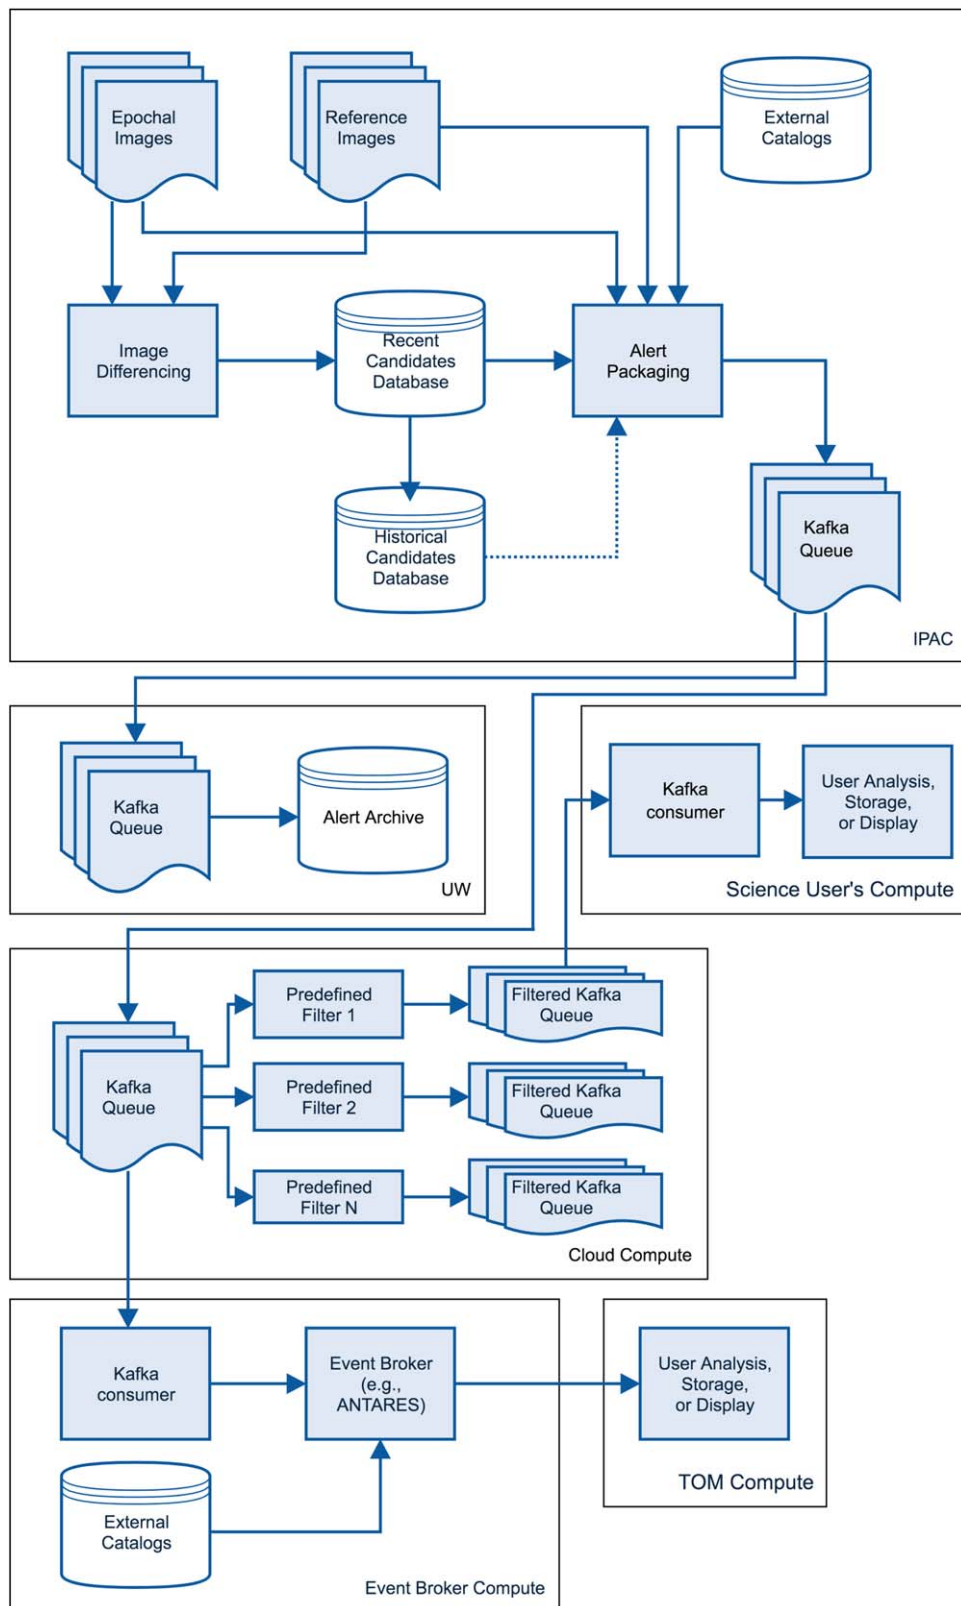 Epochal
Images
Reference
Images
External
Catalogs
Image
Differencing
Recent
Candidates
Database
Alert
Packaging
Historical
Candidates
Database
Kafka
Queue
IPAC
Kafka
Queue
Alert Archive
UW
Kafka
consumer
User Analysis,
Storage,
or Display
Science User's Compute
Kafka
Queue
Predefined
Filter 1
Filtered Kafka
Queue
Predefined
Filter 2
Filtered Kafka
Queue
Predefined
Filter N
Filtered Kafka
Queue
Cloud Compute
Kafka
consumer
Event Broker
(e.g.,
ANTARES)
External
Catalogs
Event Broker Compute
User Analysis,
Storage,
or Display
TOM Compute